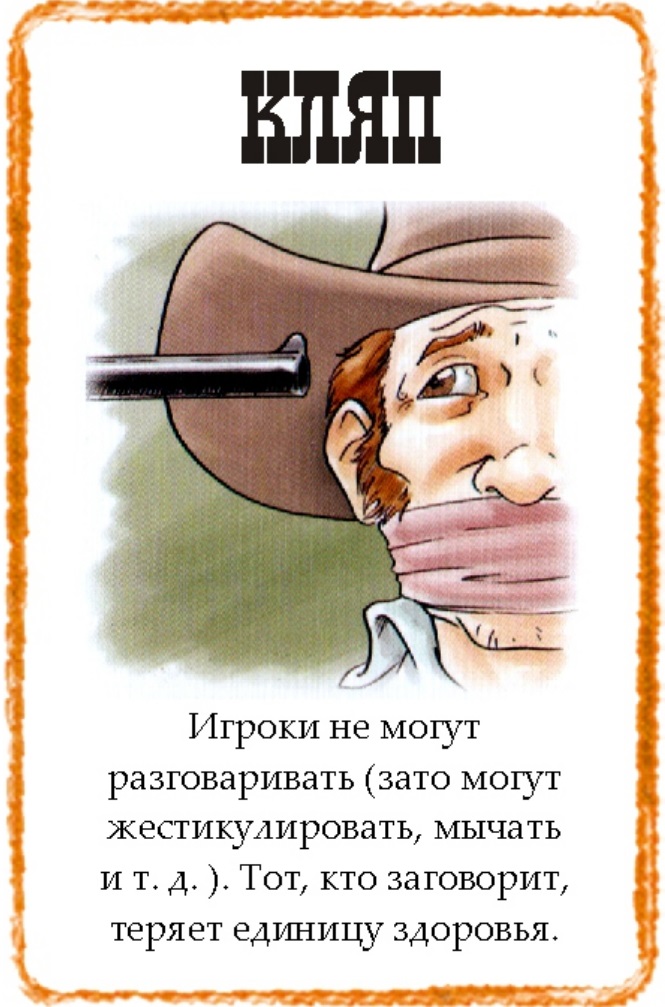 КЛЯП
Игроки не могут
разговаривать (зато могут
жестикулировать, мычать
и т. д. ). Тот, кто заговорит,
теряет единицу здоровья.